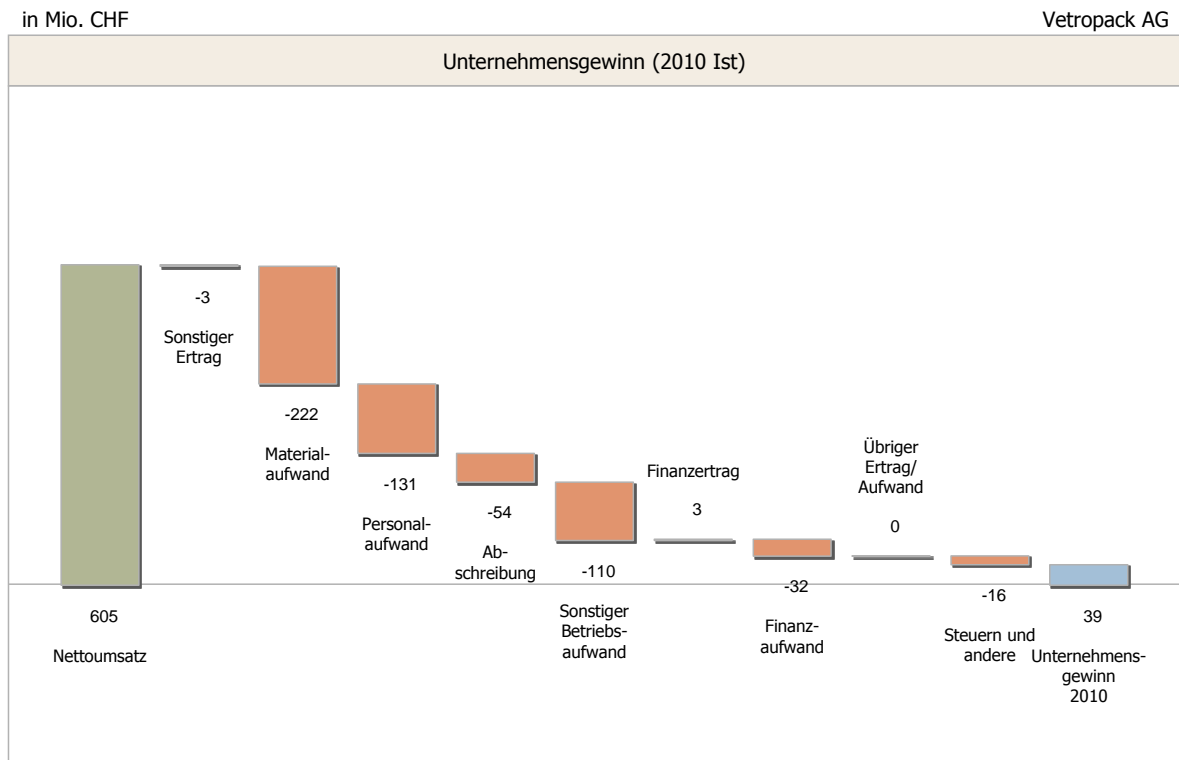 in Mio. CHF
Vetropack AG
Unternehmensgewinn (2010 Ist)
605
Nettoumsatz
-3
Sonstiger
Ertrag
-222
Material-
aufwand
-131
Personal-
aufwand
-54
Ab-
schreibung
-110
Sonstiger
Betriebs-
aufwand
Finanzertrag
3
-32
Finanz-
aufwand
Übriger
Ertrag/
Aufwand
0
-16
Steuern und
andere
39
Unternehmens-
gewinn
2010